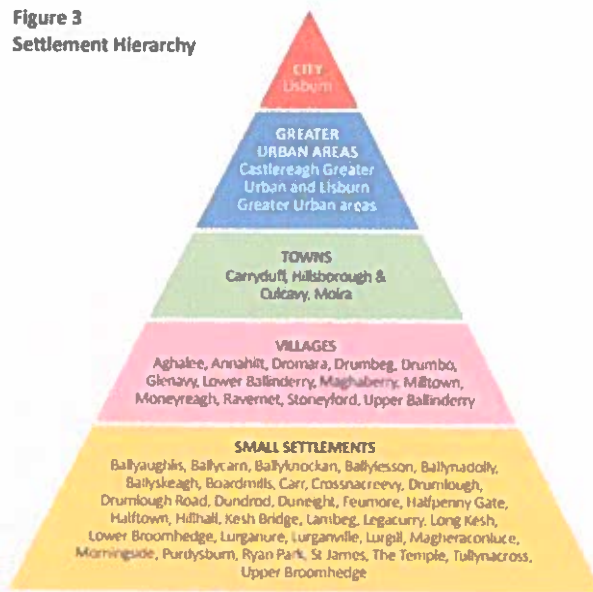 Figure 3
Settlement Hierarchy
CITY
Lisburn
GREATER
URBAN AREAS
Castlereagh Greater
Urban and Lisburn
Greater Urban areas
TOWNS
Carryduff, Hillsborough &
Culcavy, Moira
VILLAGES
Aghalee, Annahilt, Dromara, Drumbeg, Drumbo,
Glenavy, Lower Ballinderry, Maghaberry, Milltown,
Moneyreagh, Ravernet, Stoneyford, Upper Ballinderry
SMALL SETTLEMENTS
Ballyaughlis, Ballycarn, Ballyknockan, Ballylesson, Ballynadolly,
Ballyskeagh, Boardmills, Carr, Crossnacreevy, Drumlough,
Drumlough Road, Dundrod, Duneight, Feumore, Halfpenny Gate,
Halftown, Hillhall, Kesh Bridge, Lambeg, Legacurry, Long Kesh,
Lower Broomhedge, Lurganure, Lurganville, Lurgill, Magheraconluce,
Morningside, Purdysburn, Ryan Park, St James, The Temple, Tullynacross,
Upper Broomhedge